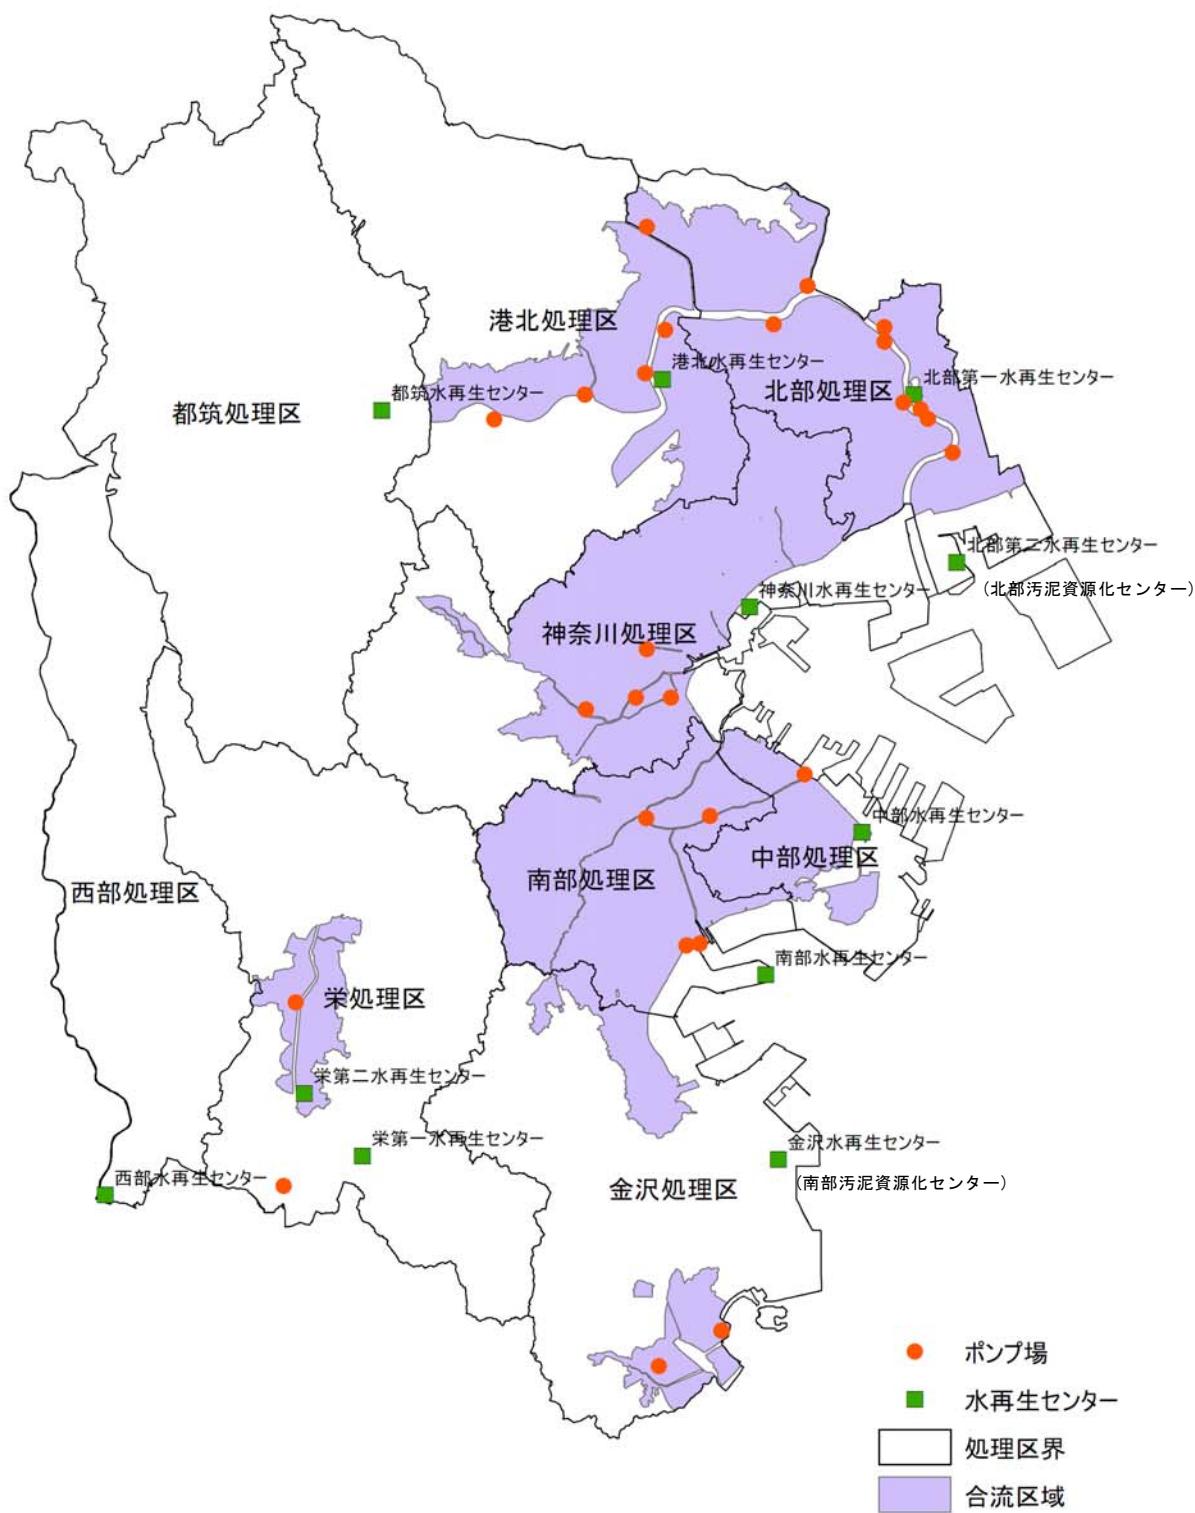 港北処理区
港北水再生センター
北部第一水再生センター
都筑水再生センター
北部処理区
都筑処理区
北部第二水再生センター
(北部汚泥資源化センター)
神奈川水再生センター
神奈川処理区
中部水再生センター
中部処理区
南部処理区
西部処理区
南部水再生センター
栄処理区
栄第二水再生センター
栄第一水再生センター
金沢水再生センター
西部水再生センター
(南部汚泥資源化センター)
金沢処理区
ポンプ場
水再生センター
処理区界
合流区域